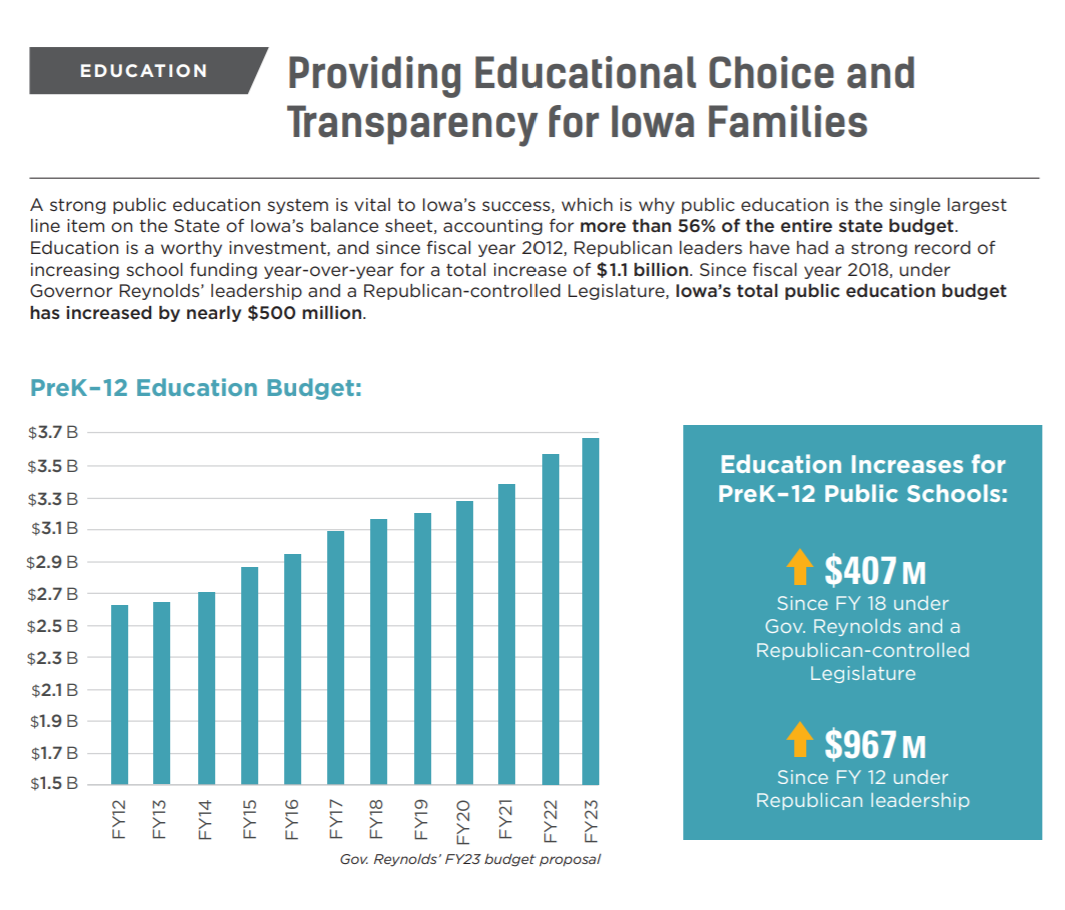 EDUCATION
Providing Educational Choice and
Transparency for Iowa Families
A strong public education system is vital to Iowa’s success, which is why public education is the single largest
line item on the State of Iowa’s balance sheet, accounting for more than 56% of the entire state budget.
Education is a worthy investment, and since fiscal year 2012, Republican leaders have had a strong record of
increasing school funding year-over-year for a total increase of $1.1 billion. Since fiscal year 2018, under
Governor Reynolds’ leadership and a Republican-controlled Legislature, Iowa’s total public education budget
has increased by nearly $500 million.
PreK–12 Education Budget:
$3.7 B
$3.5 B
$3.3 B
$3.1 B
$2.9 B
$2.7 B
$2.5 B
$2.3 B
$2.1 B
$1.9 B
$1.7 B
$1.5 B
FY12
FY13
FY14
FY15
FY16
FY17
FY18
FY19
FY20
FY21
FY22
FY23
Gov. Reynolds’ FY23 budget proposal
Education Increases for
PreK–12 Public Schools:
$407 M
Since FY 18 under
Gov. Reynolds and a
Republican-controlled
Legislature
$967 M
Since FY 12 under
Republican leadership